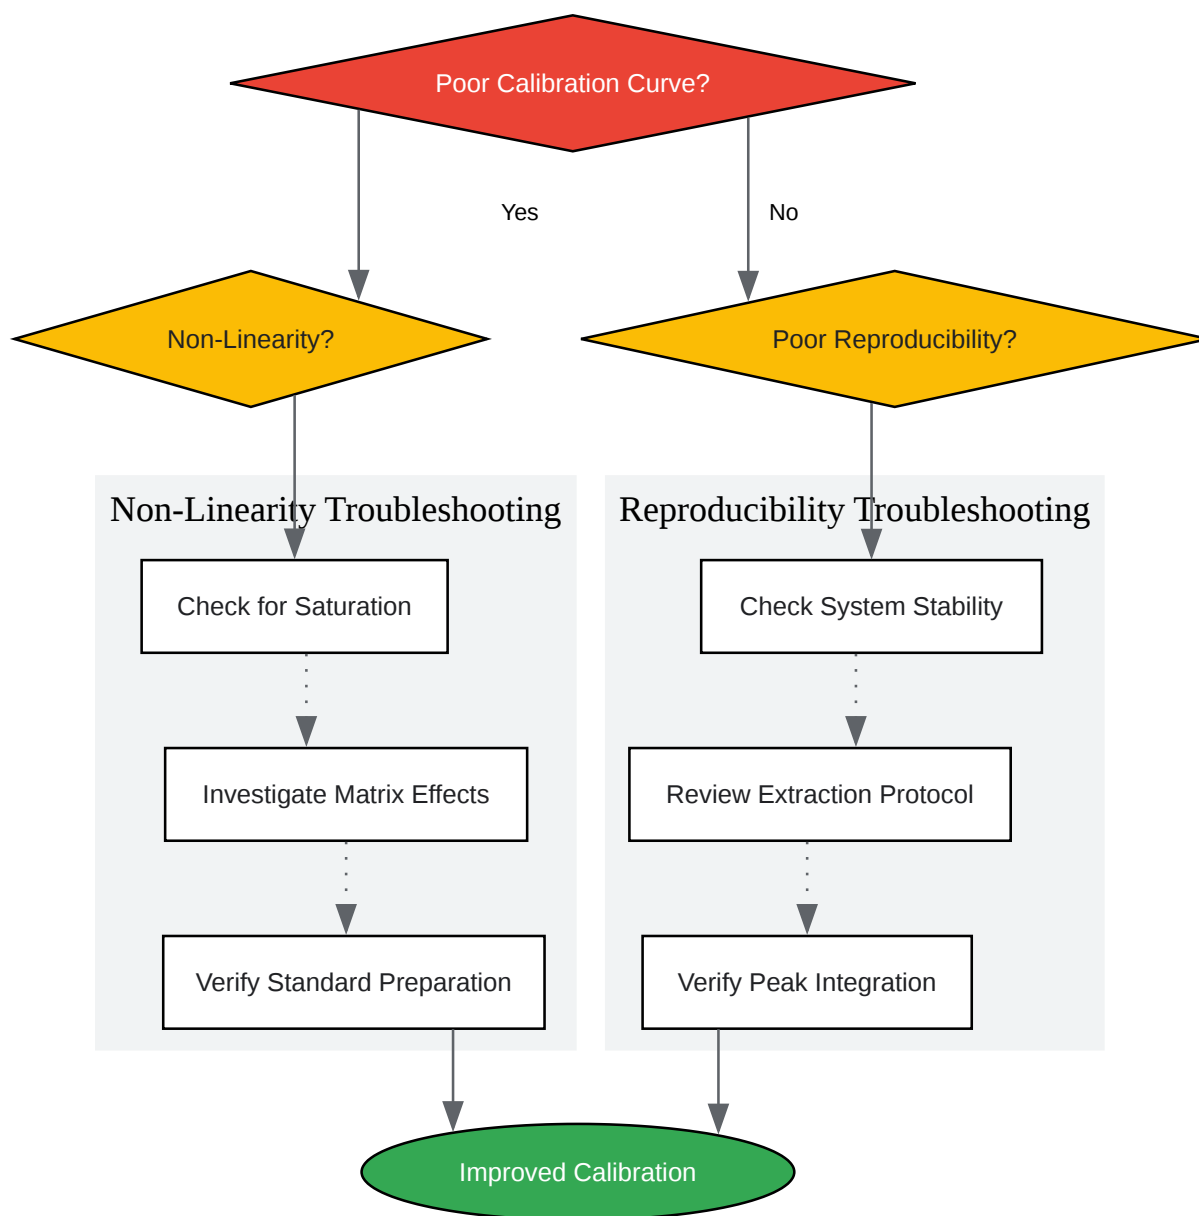 Poor Calibration Curve?
Yes
No
Non-Linearity?
Poor Reproducibility?
Non-Linearity Troubleshooting
Reproducibility Troubleshooting
Check for Saturation
Check System Stability
Investigate Matrix Effects
Review Extraction Protocol
Verify Standard Preparation
Verify Peak Integration
Improved Calibration